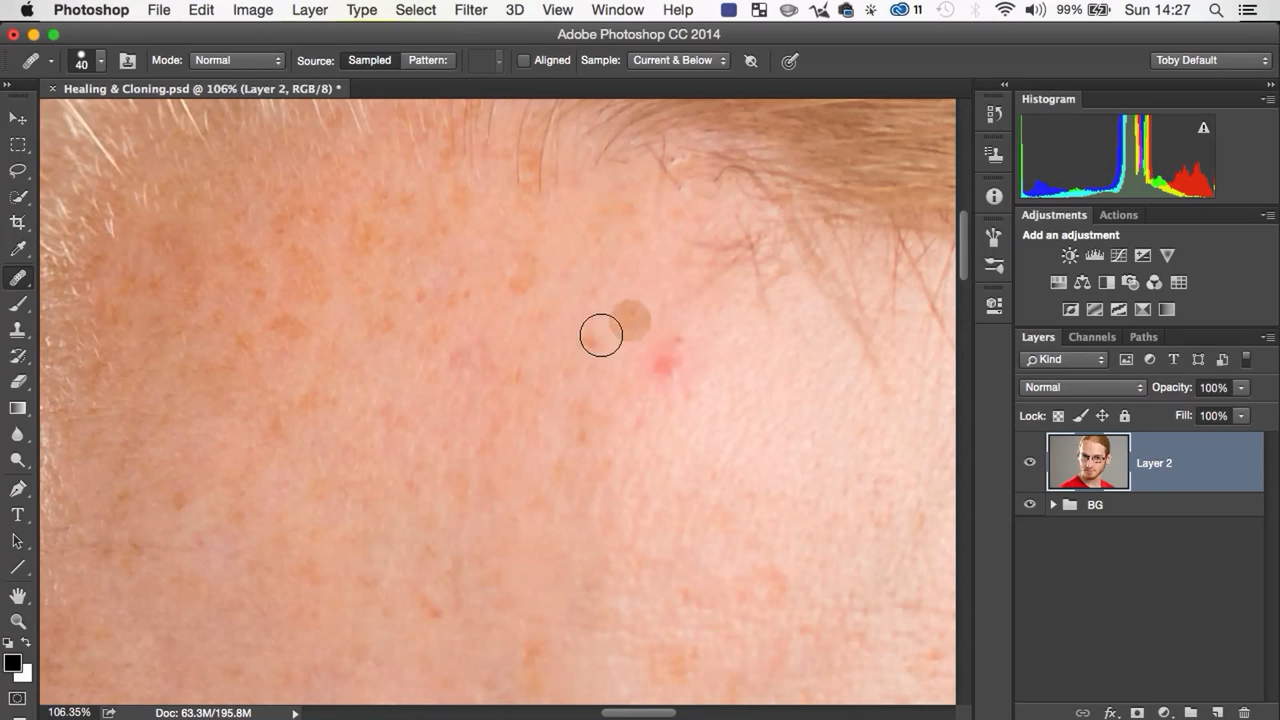 Photoshop File Edit Image Layer Type Select Filter 3D View Window Help 11 99% Sun 14:27
Adobe Photoshop CC 2014
40 Mode: Normal Source: Sampled Pattern: Aligned Sample: Current & Below Toby Default
× Healing & Cloning.psd @ 106% (Layer 2, RGB/8) *
Histogram
Adjustments Actions
Add an adjustment
Layers Channels Paths
Kind T
Normal Opacity: 100%
Lock: Fill: 100%
Layer 2
BG
T
fx
106.35% Doc: 63.3M/195.8M